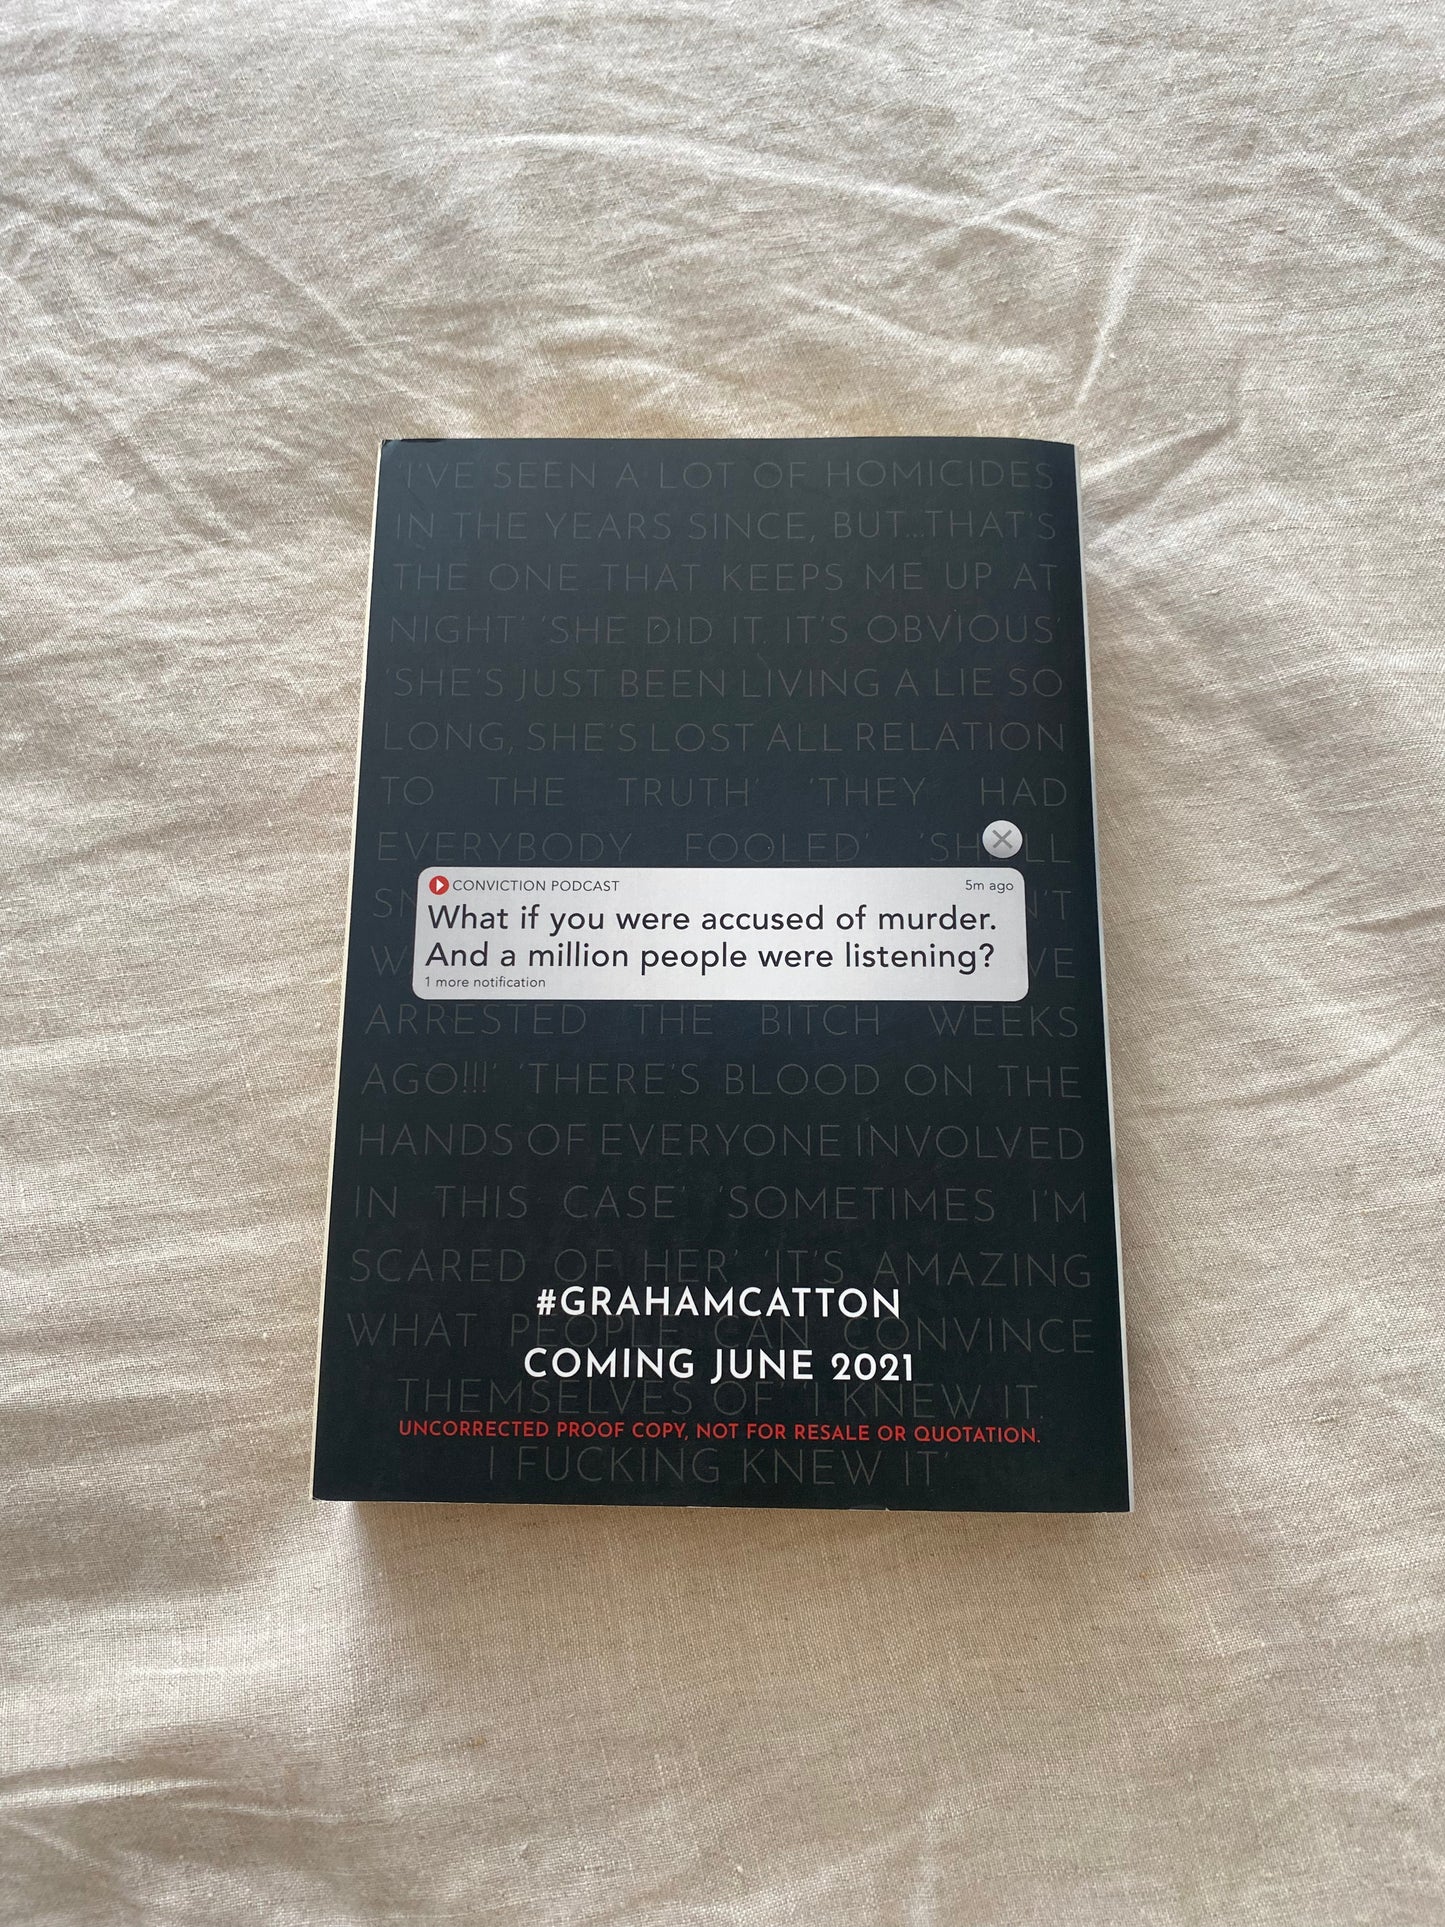 'I'VE SEEN A LOT OF HOMICIDES
IN THE YEARS SINCE, BUT...THAT'S
THE ONE THAT KEEPS ME UP AT
NIGHT' 'SHE DID IT. IT'S OBVIOUS'
'SHE'S JUST BEEN LIVING A LIE SO
LONG, SHE'S LOST ALL RELATION
TO THE TRUTH' 'THEY HAD
EVERYBODY FOOLED'
CONVICTION PODCAST 5m ago
What if you were accused of murder.
And a million people were listening?
1 more notification
ARRESTED THE BITCH WEEKS
AGO!!!' 'THERE'S BLOOD ON THE
HANDS OF EVERYONE INVOLVED
IN THIS CASE' 'SOMETIMES I'M
SCARED OF HER' 'IT'S AMAZING
#GRAHAMCATTON
WHAT PEOPLE CAN CONVINCE
COMING JUNE 2021
THEMSELVES OF' 'I KNEW IT.
UNCORRECTED PROOF COPY, NOT FOR RESALE OR QUOTATION.
I FUCKING KNEW IT'